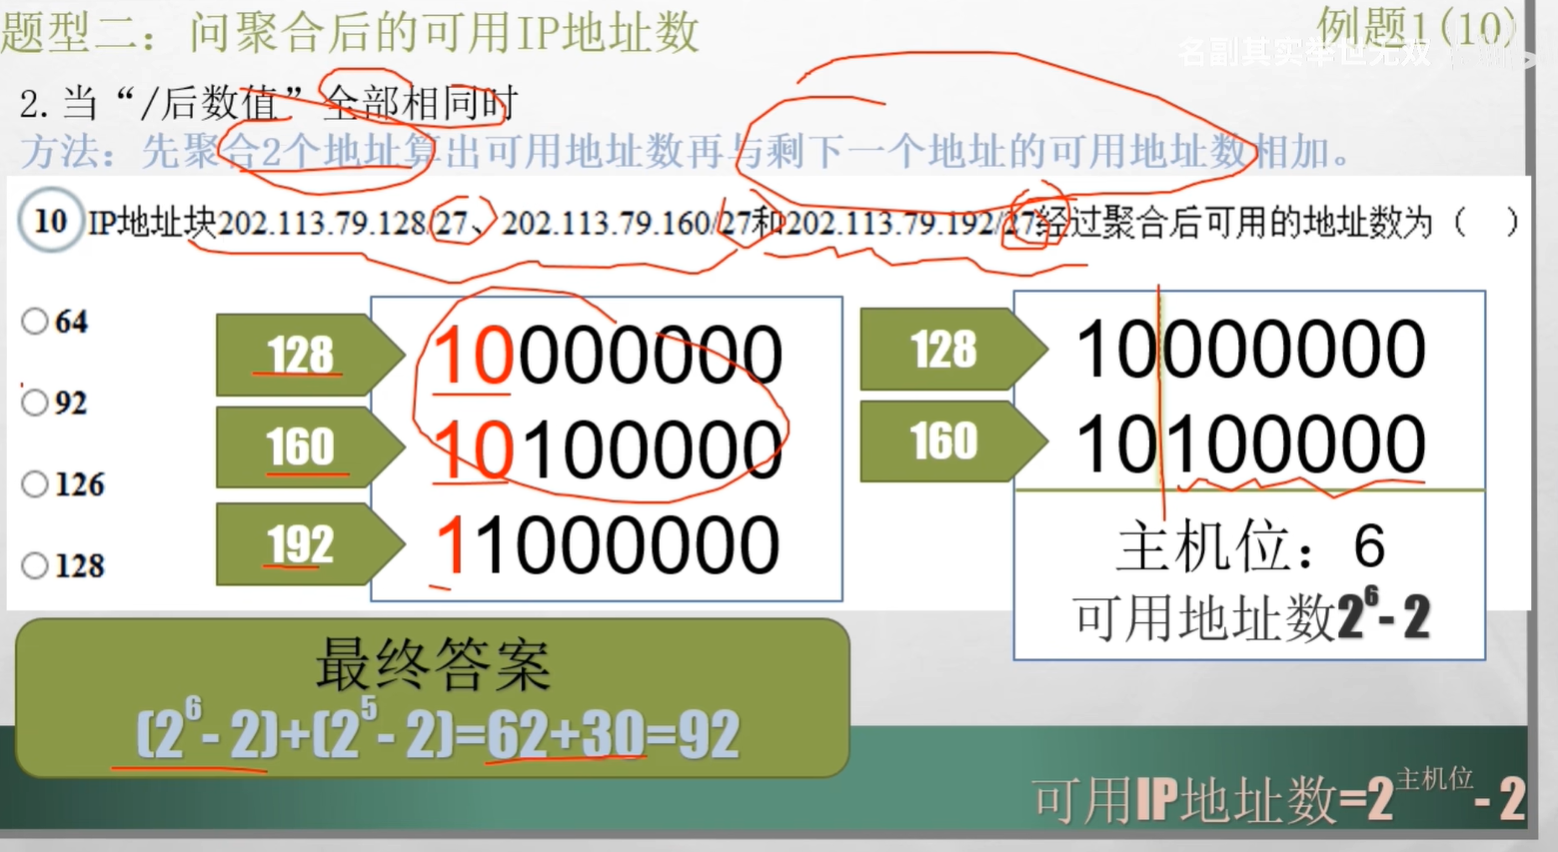 题型二：问聚合后的可用IP地址数
例题1(10)
名副其实举世无双
2.当“/后数值”全部相同时
方法：先聚合2个地址算出可用地址数再与剩下一个地址的可用地址数相加。
10 IP地址块202.113.79.128/27、202.113.79.160/27和202.113.79.192/27经过聚合后可用的地址数为（ ）
64
92
126
128
128 10000000
160 10100000
192 11000000
128 10000000
160 10100000
主机位：6
可用地址数2⁶- 2
最终答案
(2⁶- 2)+(2⁵- 2)=62+30=92
可用IP地址数=2^主机位- 2